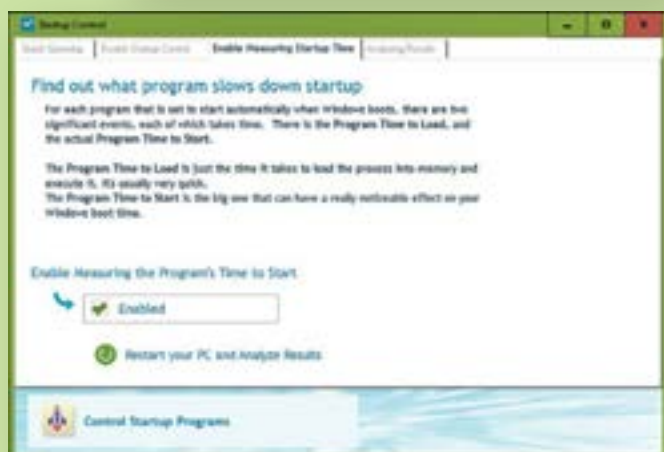 Startup Control
Enable Measuring Startup Time
Analyzing Results
Find out what program slows down startup
For each program that is set to start automatically when Windows boots, there are two
significant events, each of which takes time. There is the Program Time to Load, and
the actual Program Time to Start.
The Program Time to Load is just the time it takes to load the process into memory and
execute it. It's usually very quick.
The Program Time to Start is the big one that can have a really noticeable effect on your
Windows boot time.
Enable Measuring the Program's Time to Start
Enabled
Restart your PC and Analyze Results
Control Startup Programs